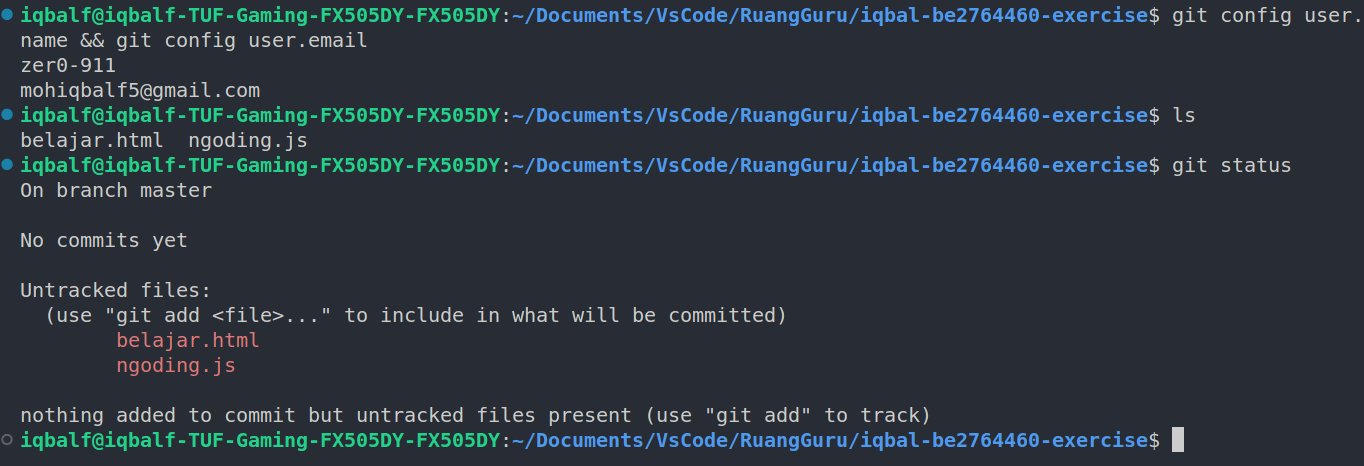 iqbalf@iqbalf-TUF-Gaming-FX505DY-FX505DY:~/Documents/VsCode/RuangGuru/iqbal-be2764460-exercise$ git config user.
name && git config user.email
zer0-911
mohiqbalf5@gmail.com
iqbalf@iqbalf-TUF-Gaming-FX505DY-FX505DY:~/Documents/VsCode/RuangGuru/iqbal-be2764460-exercise$ ls
belajar.html  ngoding.js
iqbalf@iqbalf-TUF-Gaming-FX505DY-FX505DY:~/Documents/VsCode/RuangGuru/iqbal-be2764460-exercise$ git status
On branch master
No commits yet
Untracked files:
  (use "git add <file>..." to include in what will be committed)
        belajar.html
        ngoding.js
nothing added to commit but untracked files present (use "git add" to track)
iqbalf@iqbalf-TUF-Gaming-FX505DY-FX505DY:~/Documents/VsCode/RuangGuru/iqbal-be2764460-exercise$